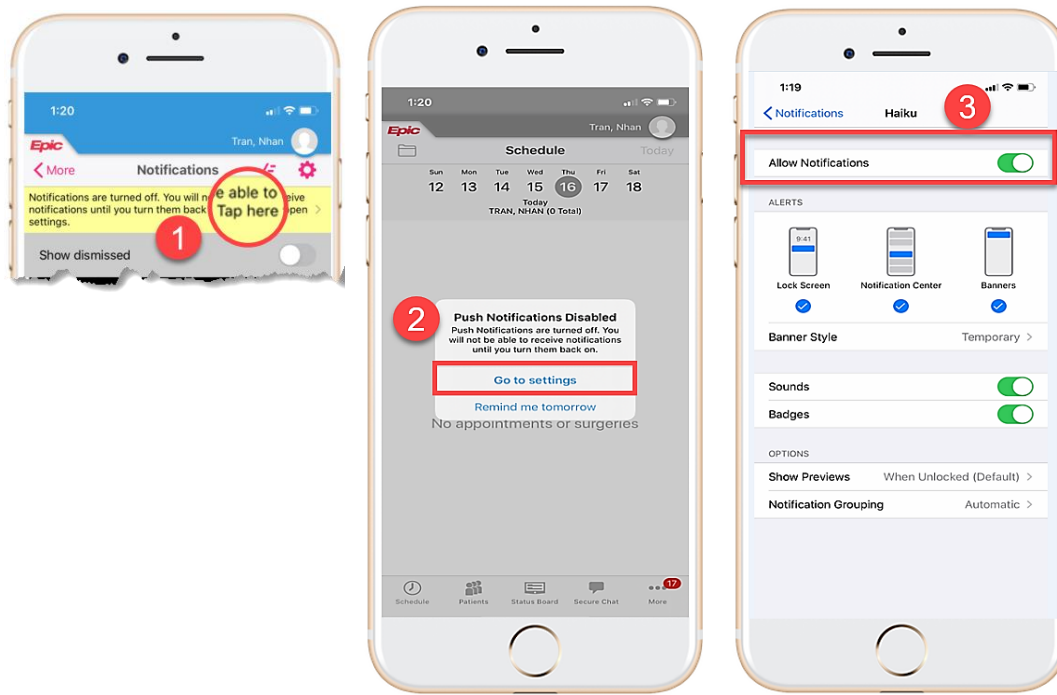 1:20
Epic
Tran, Nhan
More
Notifications
Notifications are turned off. You will n
e able to
eive
notifications until you turn them back
Tap here
pen
settings.
1
Show dismissed
1:20
Epic
Tran, Nhan
Schedule
Today
Sun Mon Tue Wed Thu Fri Sat
12 13 14 15 16 17 18
Today
TRAN, NHAN (0 Total)
2
Push Notifications Disabled
Push Notifications are turned off. You
will not be able to receive notifications
until you turn them back on.
Go to settings
Remind me tomorrow
No appointments or surgeries
17
Schedule Patients Status Board Secure Chat More
1:19
Notifications
Haiku
3
Allow Notifications
ALERTS
9:41
Lock Screen Notification Center Banners
Banner Style Temporary
Sounds
Badges
OPTIONS
Show Previews When Unlocked (Default)
Notification Grouping Automatic